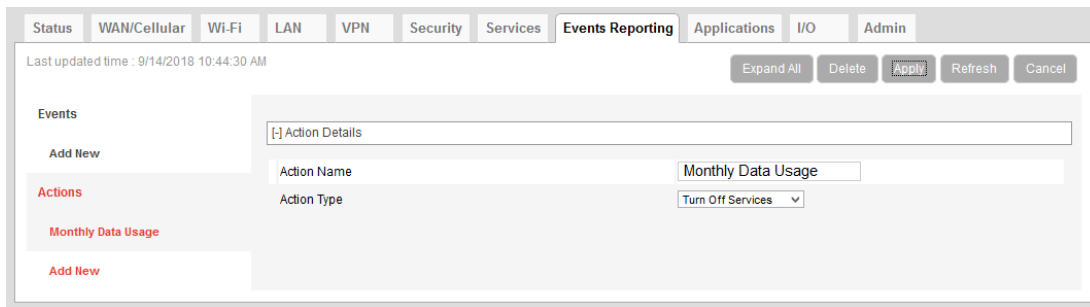 Status WAN/Cellular Wi-Fi LAN VPN Security Services Events Reporting Applications I/O Admin
Last updated time : 9/14/2018 10:44:30 AM
Expand All Delete Apply Refresh Cancel
Events
Add New
Actions
Monthly Data Usage
Add New
[-] Action Details
Action Name Monthly Data Usage
Action Type Turn Off Services